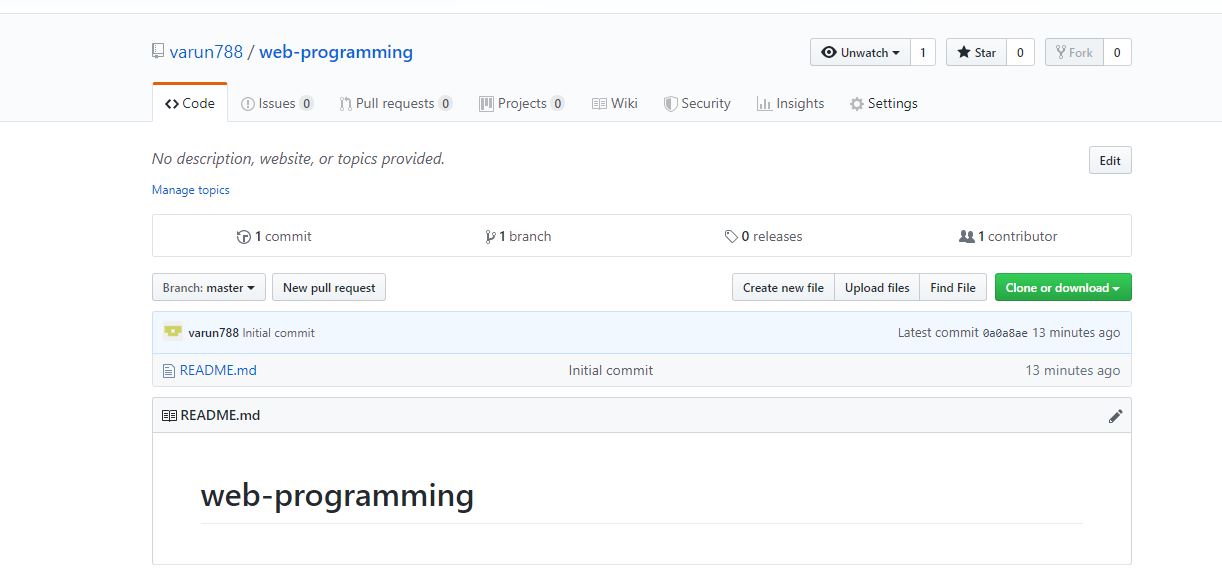 varun788 / web-programming
Unwatch 1 Star 0 Fork 0
Code Issues 0 Pull requests 0 Projects 0 Wiki Security Insights Settings
No description, website, or topics provided.
Edit
Manage topics
1 commit 1 branch 0 releases 1 contributor
Branch: master New pull request Create new file Upload files Find File Clone or download
varun788 Initial commit Latest commit 0a0a8ae 13 minutes ago
README.md Initial commit 13 minutes ago
README.md
web-programming